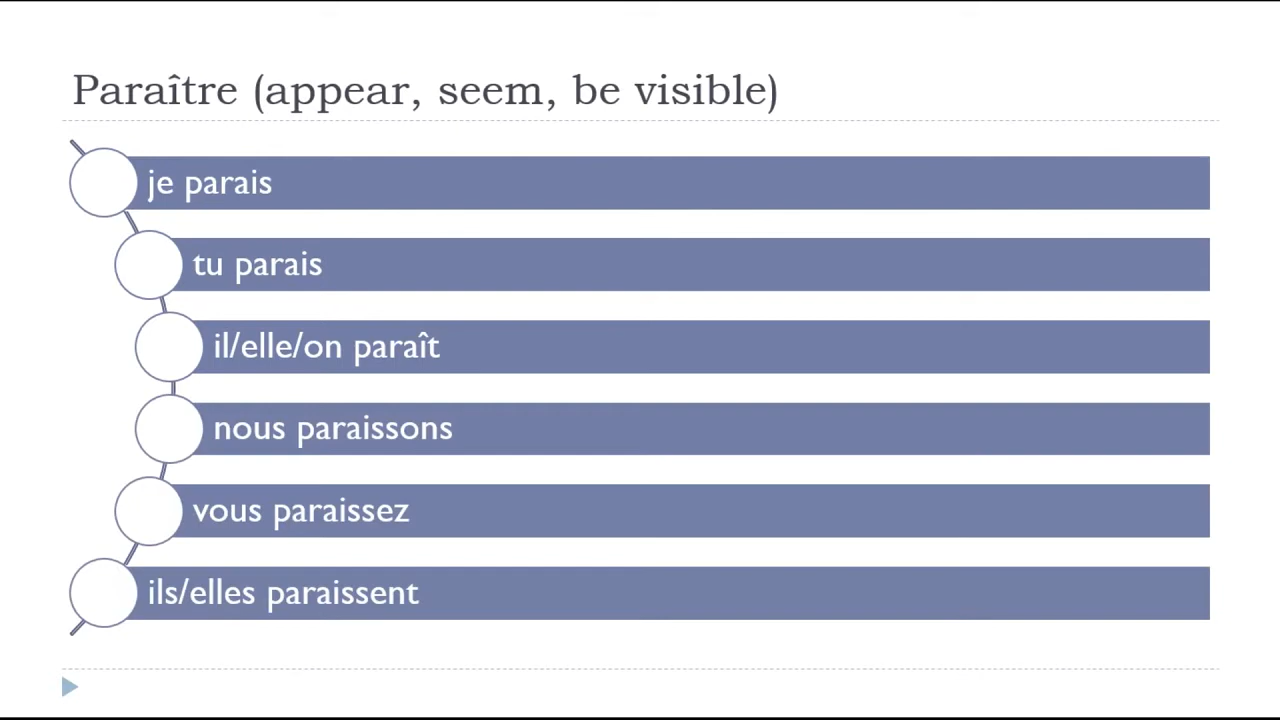 Paraître (appear, seem, be visible)
je parais
tu parais
il/elle/on paraît
nous paraissons
vous paraissez
ils/elles paraissent